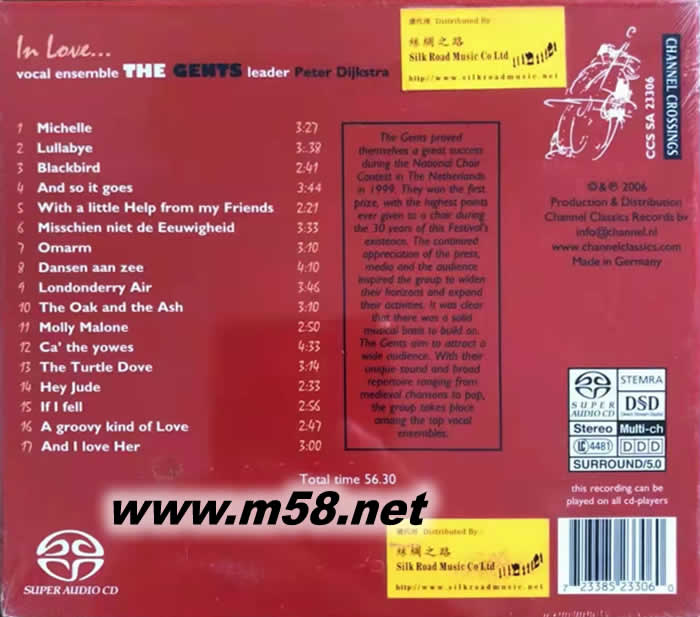 In Love...
vocal ensemble THE GENTS leader Peter Dijkstra
總代理 Distributed By :
絲綢之路
Silk Road Music Co Ltd
http://www.silkroadmusic.net
CHANNEL CROSSINGS
CCS SA 23306
1 Michelle 3:27
2 Lullabye 3:38
3 Blackbird 2:41
4 And so it goes 3:44
5 With a little Help from my Friends 2:21
6 Misschien niet de Eeuwigheid 3:33
7 Omarm 3:10
8 Dansen aan zee 4:10
9 Londonderry Air 3:46
10 The Oak and the Ash 3:10
11 Molly Malone 2:50
12 Ca' the yowes 4:33
13 The Turtle Dove 3:14
14 Hey Jude 2:33
15 If I fell 2:56
16 A groovy kind of Love 2:47
17 And I love Her 3:00
Total time 56.30
The Gents proved
themselves a great success
during the National Choir
Contest in The Netherlands
in 1999. They won the first
prize, with the highest points
ever given to a choir during
the 30 years of this Festival's
existence. The continued
appreciation of the press,
media and the audience
inspired the group to widen
their horizons and expand
their activities. It was clear
that there was a solid
musical basis to build on.
The Gents aim to attract a
wide audience. With their
unique sound and broad
repertoire ranging from
medieval chansons to pop,
the group takes place
among the top vocal
ensembles.
©&℗ 2006
Production & Distribution
Channel Classics Records bv
info@channel.nl
www.channelclassics.com
Made in Germany
SUPER AUDIO CD
STEMRA
DSD
Direct Stream Digital
Stereo Multi-ch
LC 4481 DDD
SURROUND/5.0
this recording can be
played on all cd-players
www.m58.net
SUPER AUDIO CD
總代理 Distributed By :
絲綢之路
Silk Road Music Co Ltd
http://www.silkroadmusic.net
7 23385 23306 0